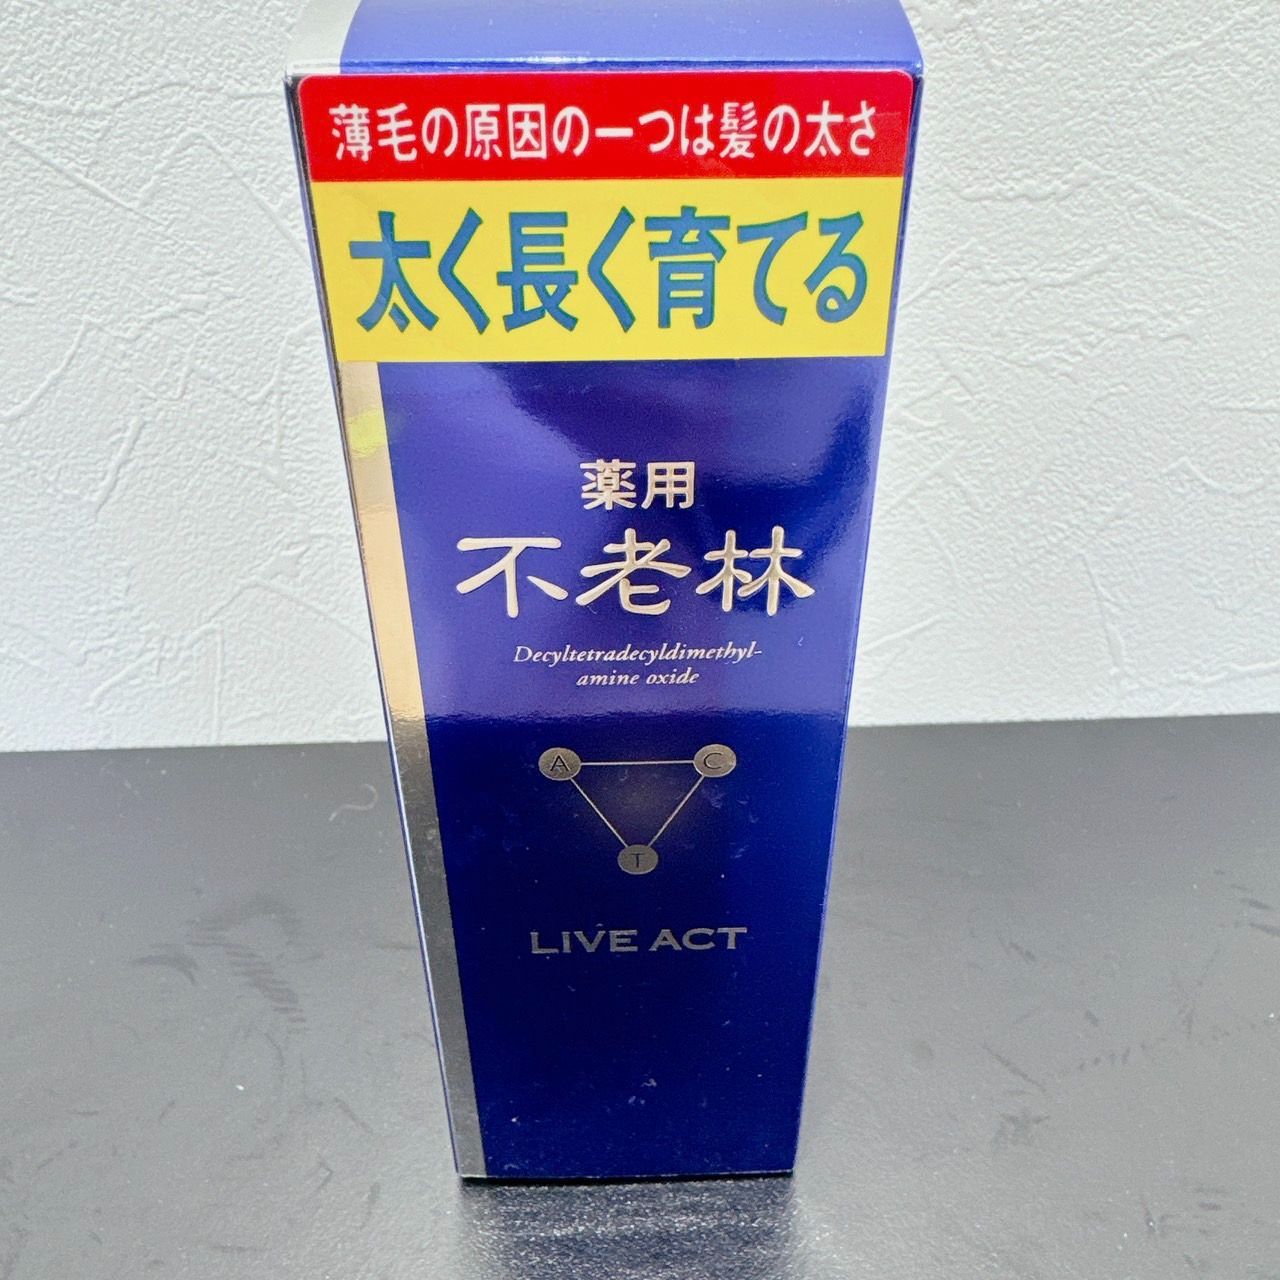 薄毛の原因の一つは髪の太さ
太く長く育てる
薬用
不老林
Decyltetradecyldimethyl-
amine oxide
A C
T
LIVE ACT